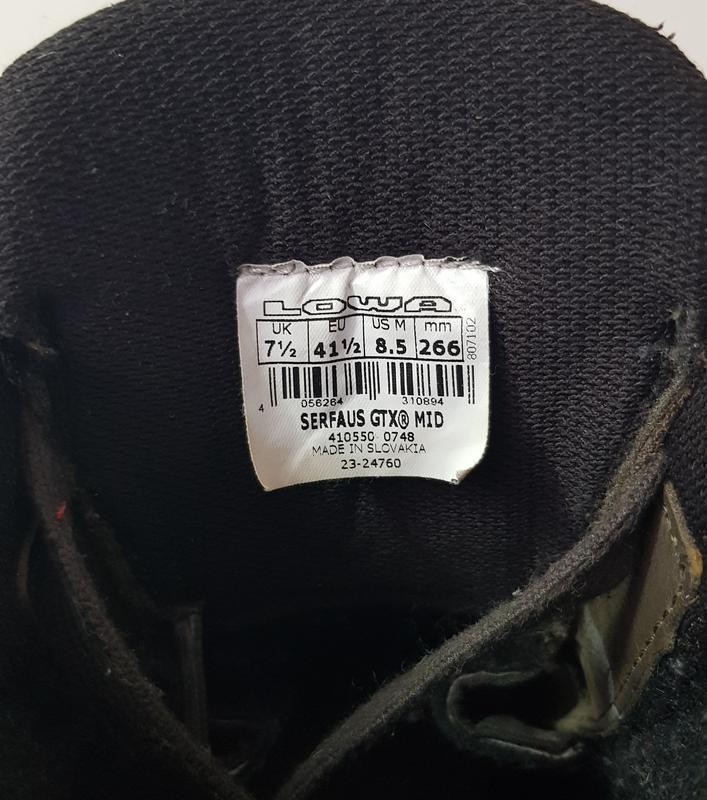 LOWA
UK EU US M mm
7½ 41½ 8.5 266
807102
4 056264 310894
SERFAUS GTX® MID
410550 0748
MADE IN SLOVAKIA
23-24760